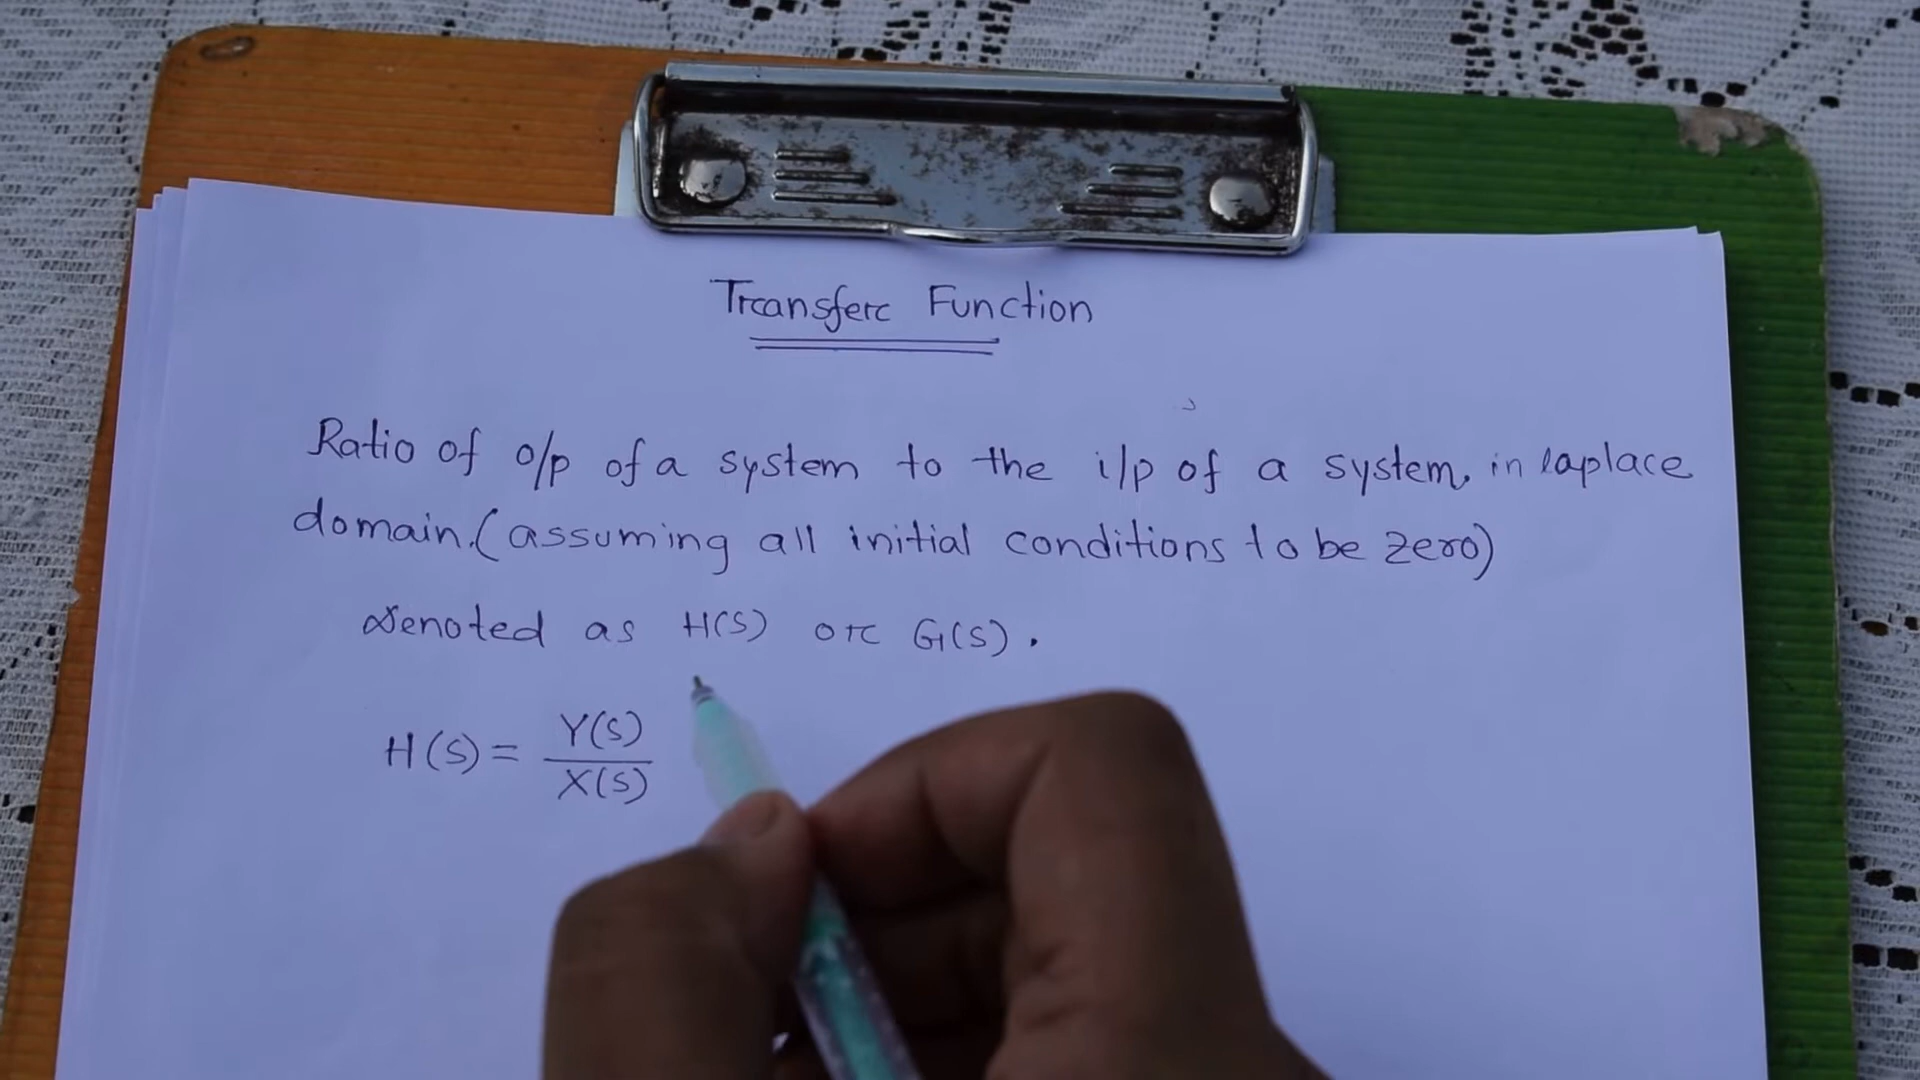 Transfer Function
Ratio of o/p of a system to the i/p of a system, in laplace
domain. (assuming all initial conditions to be zero)
Denoted as H(s) or G(s).
H(s) = Y(s)
X(s)